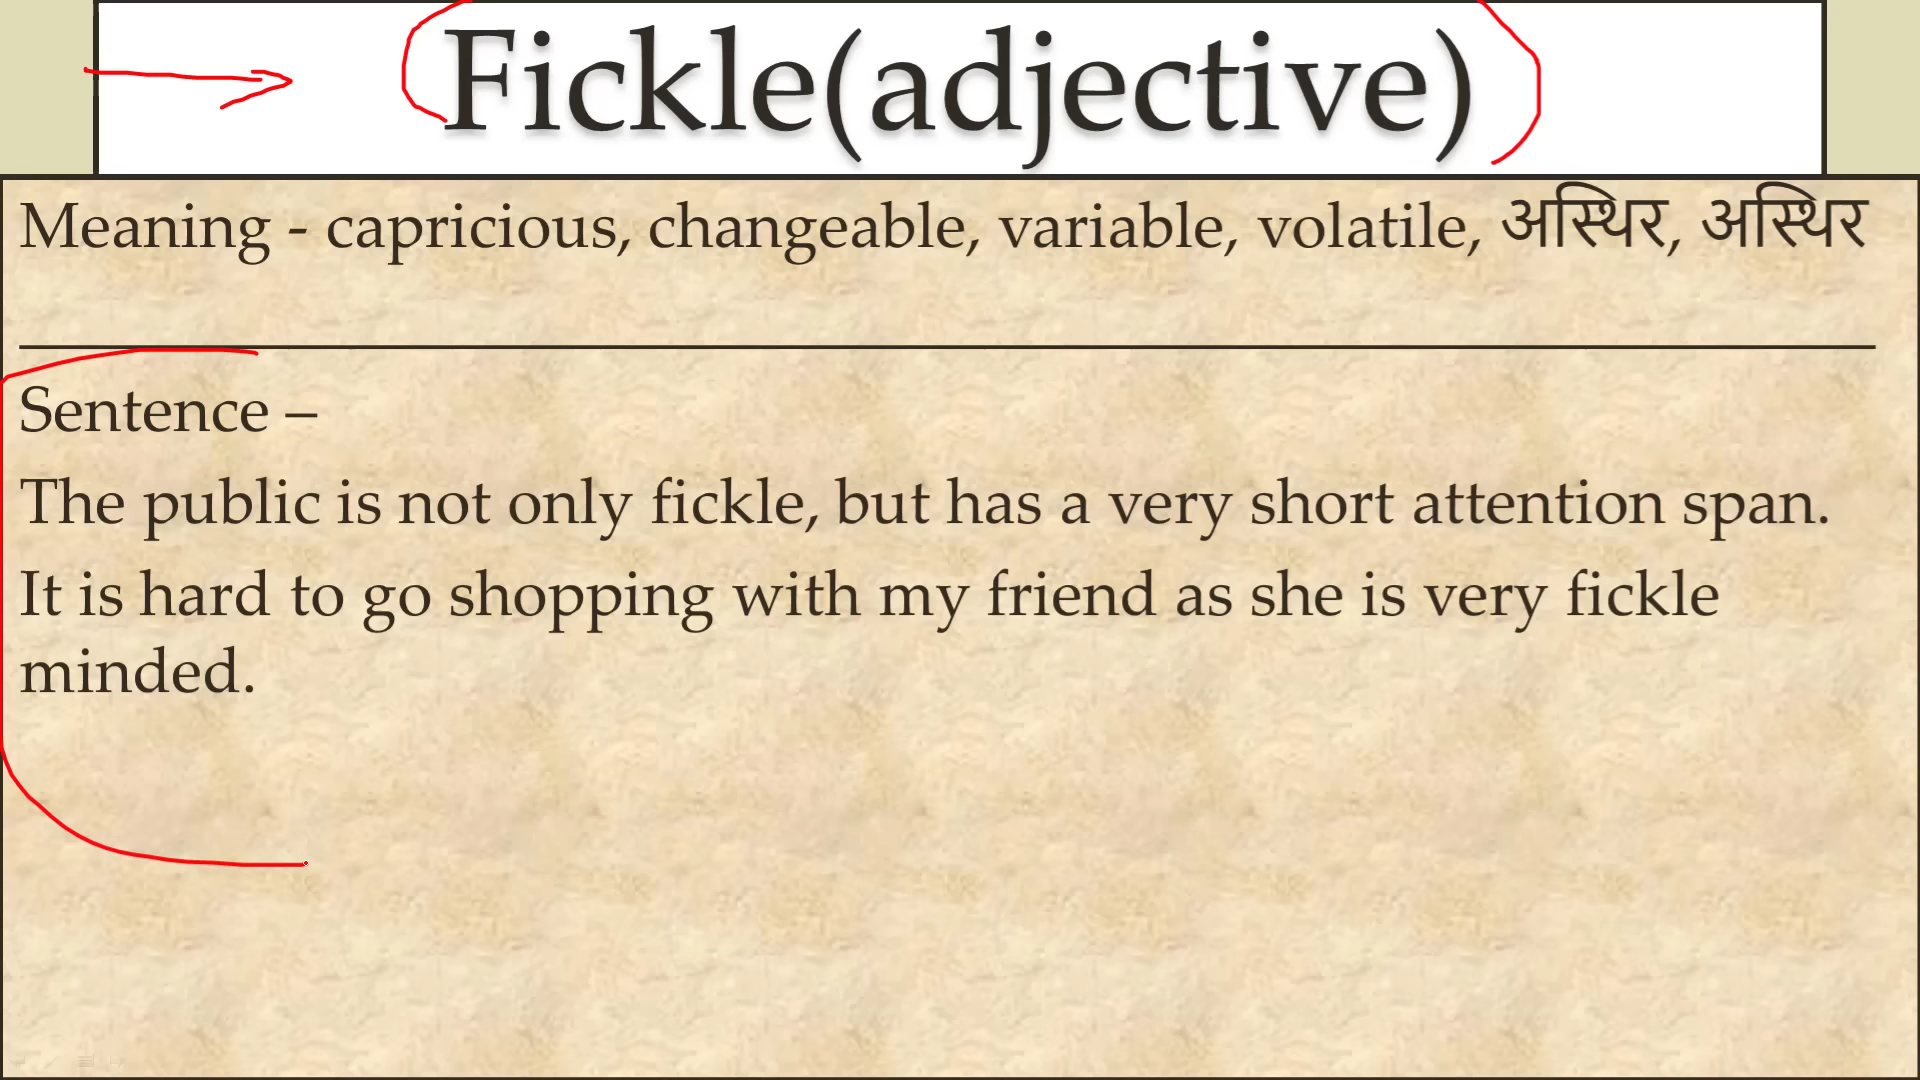 Fickle(adjective)
Meaning - capricious, changeable, variable, volatile, अस्थिर, अस्थिर
Sentence –
The public is not only fickle, but has a very short attention span.
It is hard to go shopping with my friend as she is very fickle
minded.